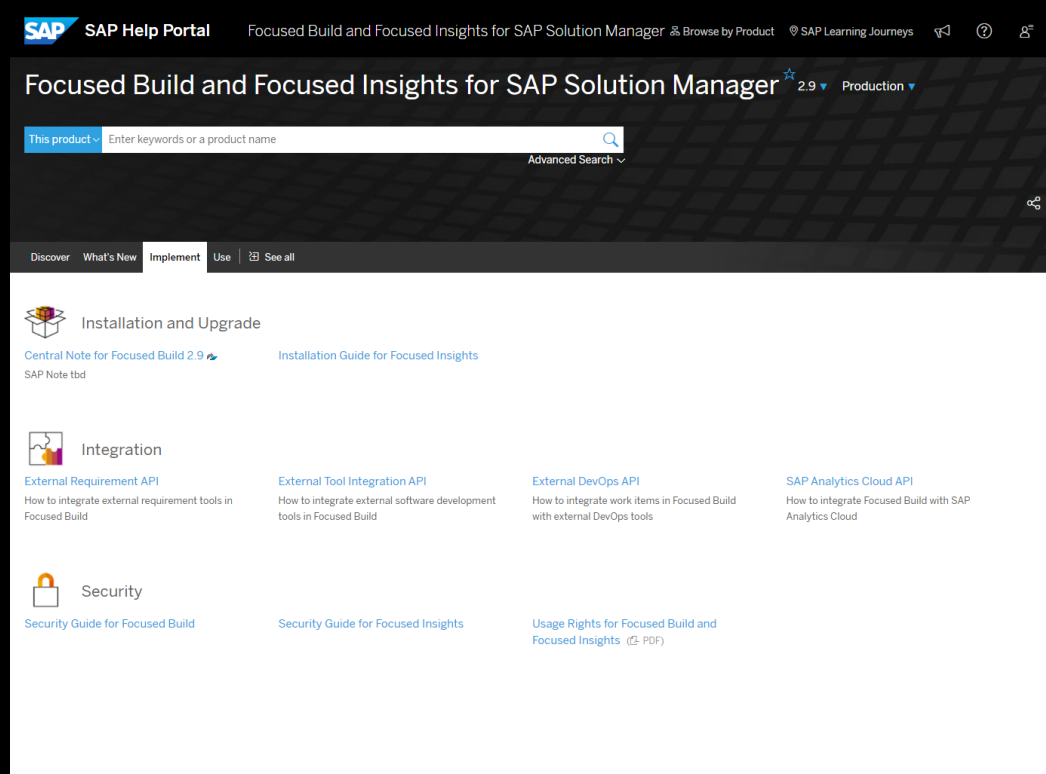 SAP SAP Help Portal Focused Build and Focused Insights for SAP Solution Manager Browse by Product SAP Learning Journeys
Focused Build and Focused Insights for SAP Solution Manager 2.9 Production
This product Enter keywords or a product name
Advanced Search
Discover What's New Implement Use See all
Installation and Upgrade
Central Note for Focused Build 2.9 Installation Guide for Focused Insights
SAP Note tbd
Integration
External Requirement API External Tool Integration API External DevOps API SAP Analytics Cloud API
How to integrate external requirement tools in How to integrate external software development How to integrate work items in Focused Build How to integrate Focused Build with SAP
Focused Build tools in Focused Build with external DevOps tools Analytics Cloud
Security
Security Guide for Focused Build Security Guide for Focused Insights Usage Rights for Focused Build and
Focused Insights ( PDF)